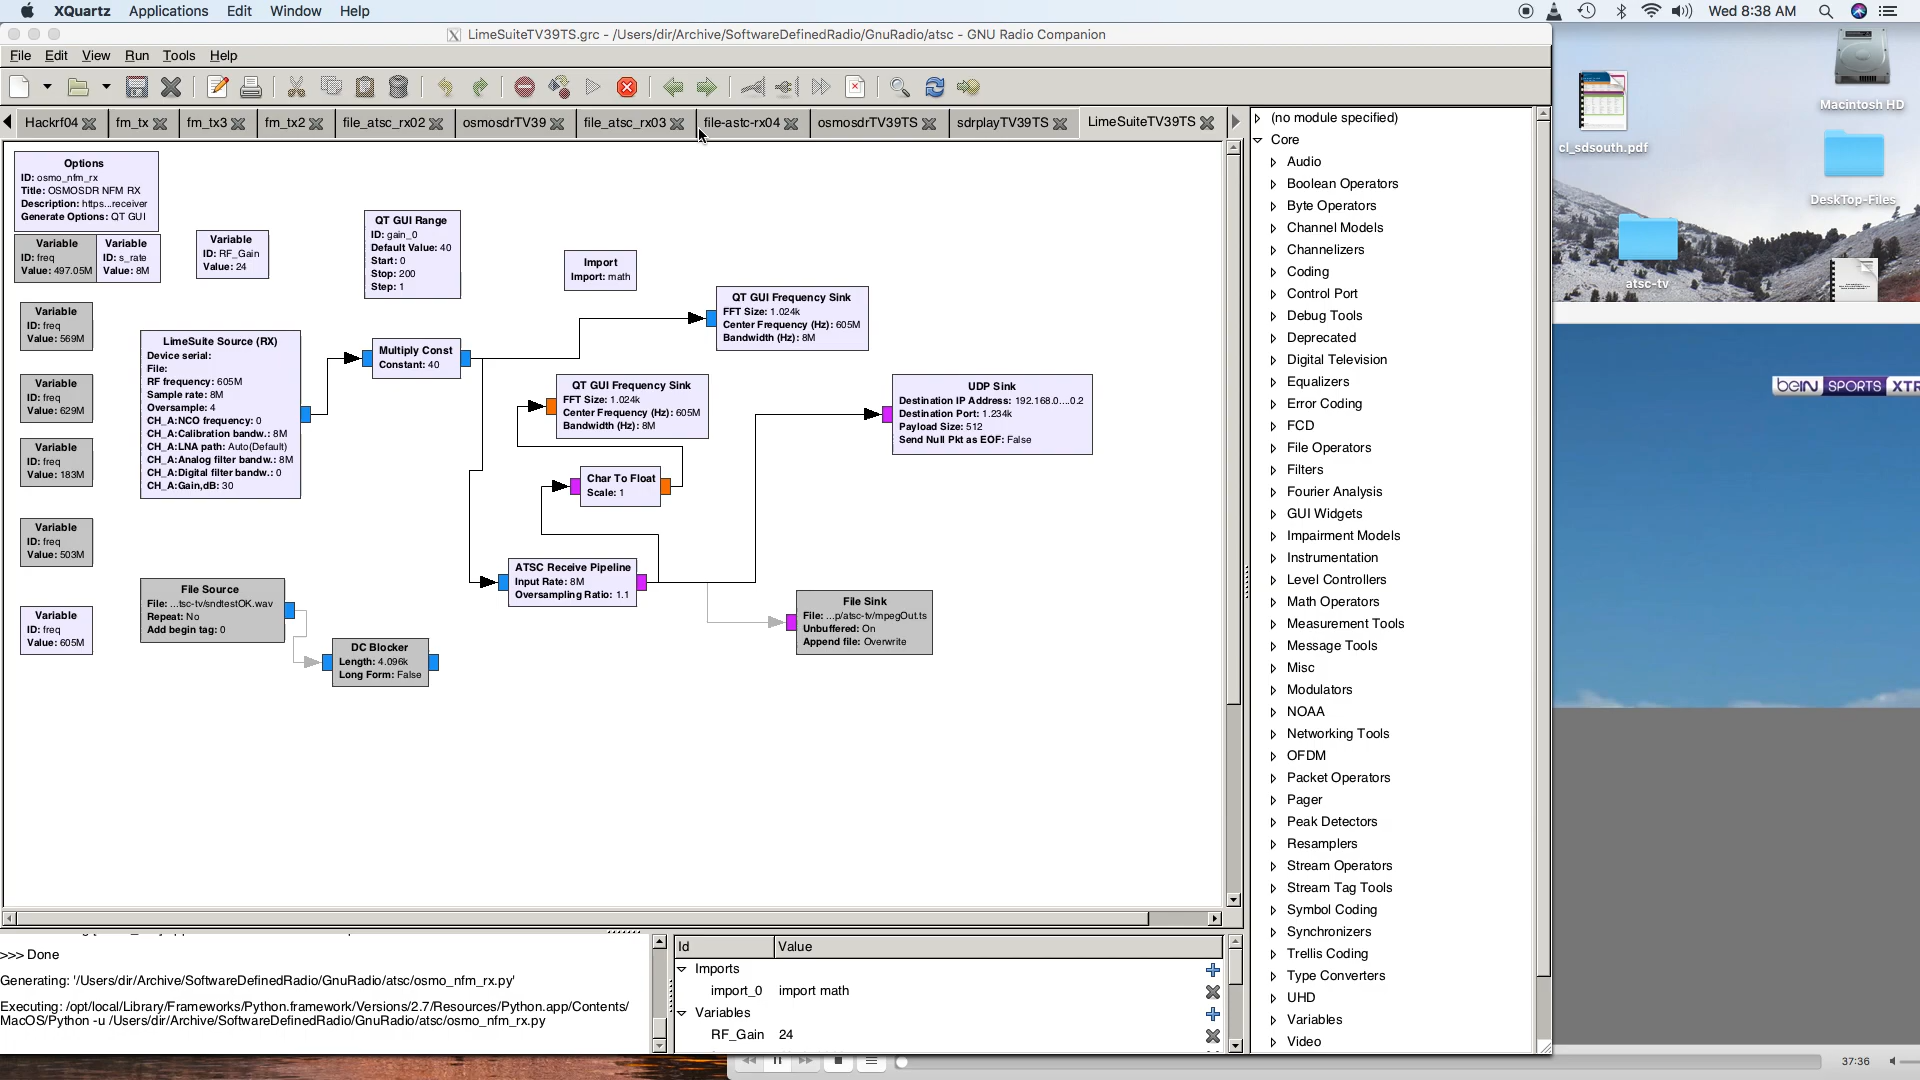 XQuartz Applications Edit Window Help
Wed 8:38 AM
LimeSuiteTV39TS.grc - /Users/dir/Archive/SoftwareDefinedRadio/GnuRadio/atsc - GNU Radio Companion
File Edit View Run Tools Help
Hackrf04 fm_tx fm_tx3 fm_tx2 file_atsc_rx02 osmosdrTV39 file_atsc_rx03 file-astc-rx04 osmosdrTV39TS sdrplayTV39TS LimeSuiteTV39TS
Options
ID: osmo_nfm_rx
Title: OSMOSDR NFM RX
Description: https...receiver
Generate Options: QT GUI
Variable
ID: freq
Value: 497.05M
Variable
ID: s_rate
Value: 8M
Variable
ID: RF_Gain
Value: 24
QT GUI Range
ID: gain_0
Default Value: 40
Start: 0
Stop: 200
Step: 1
Import
Import: math
QT GUI Frequency Sink
FFT Size: 1.024k
Center Frequency (Hz): 605M
Bandwidth (Hz): 8M
Variable
ID: freq
Value: 569M
LimeSuite Source (RX)
Device serial:
File:
RF frequency: 605M
Sample rate: 8M
Oversample: 4
CH_A:NCO frequency: 0
CH_A:Calibration bandw.: 8M
CH_A:LNA path: Auto(Default)
CH_A:Analog filter bandw.: 8M
CH_A:Digital filter bandw.: 0
CH_A:Gain,dB: 30
Multiply Const
Constant: 40
QT GUI Frequency Sink
FFT Size: 1.024k
Center Frequency (Hz): 605M
Bandwidth (Hz): 8M
UDP Sink
Destination IP Address: 192.168.0....0.2
Destination Port: 1.234k
Payload Size: 512
Send Null Pkt as EOF: False
Variable
ID: freq
Value: 629M
Variable
ID: freq
Value: 183M
Char To Float
Scale: 1
Variable
ID: freq
Value: 503M
ATSC Receive Pipeline
Input Rate: 8M
Oversampling Ratio: 1.1
File Source
File: ...tsc-tv/sndtestOK.wav
Repeat: No
Add begin tag: 0
File Sink
File: ...p/atsc-tv/mpegOut.ts
Unbuffered: On
Append file: Overwrite
Variable
ID: freq
Value: 605M
DC Blocker
Length: 4.096k
Long Form: False
(no module specified)
Core
Audio
Boolean Operators
Byte Operators
Channel Models
Channelizers
Coding
Control Port
Debug Tools
Deprecated
Digital Television
Equalizers
Error Coding
FCD
File Operators
Filters
Fourier Analysis
GUI Widgets
Impairment Models
Instrumentation
Level Controllers
Math Operators
Measurement Tools
Message Tools
Misc
Modulators
NOAA
Networking Tools
OFDM
Packet Operators
Pager
Peak Detectors
Resamplers
Stream Operators
Stream Tag Tools
Symbol Coding
Synchronizers
Trellis Coding
Type Converters
UHD
Variables
Video
>>> Done
Generating: '/Users/dir/Archive/SoftwareDefinedRadio/GnuRadio/atsc/osmo_nfm_rx.py'
Executing: /opt/local/Library/Frameworks/Python.framework/Versions/2.7/Resources/Python.app/Contents/
MacOS/Python -u /Users/dir/Archive/SoftwareDefinedRadio/GnuRadio/atsc/osmo_nfm_rx.py
Id Value
Imports
import_0 import math
Variables
RF_Gain 24
Macintosh HD
cl_sdsouth.pdf
DeskTop-Files
atsc-tv
beIN SPORTS XTR
37:36